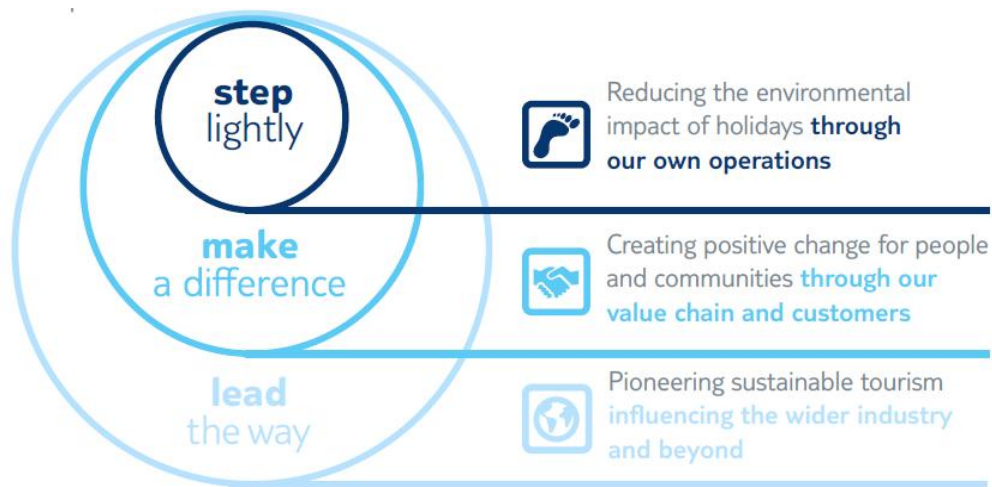 step
lightly
Reducing the environmental
impact of holidays through
our own operations
make
a difference
Creating positive change for people
and communities through our
value chain and customers
lead
the way
Pioneering sustainable tourism
influencing the wider industry
and beyond